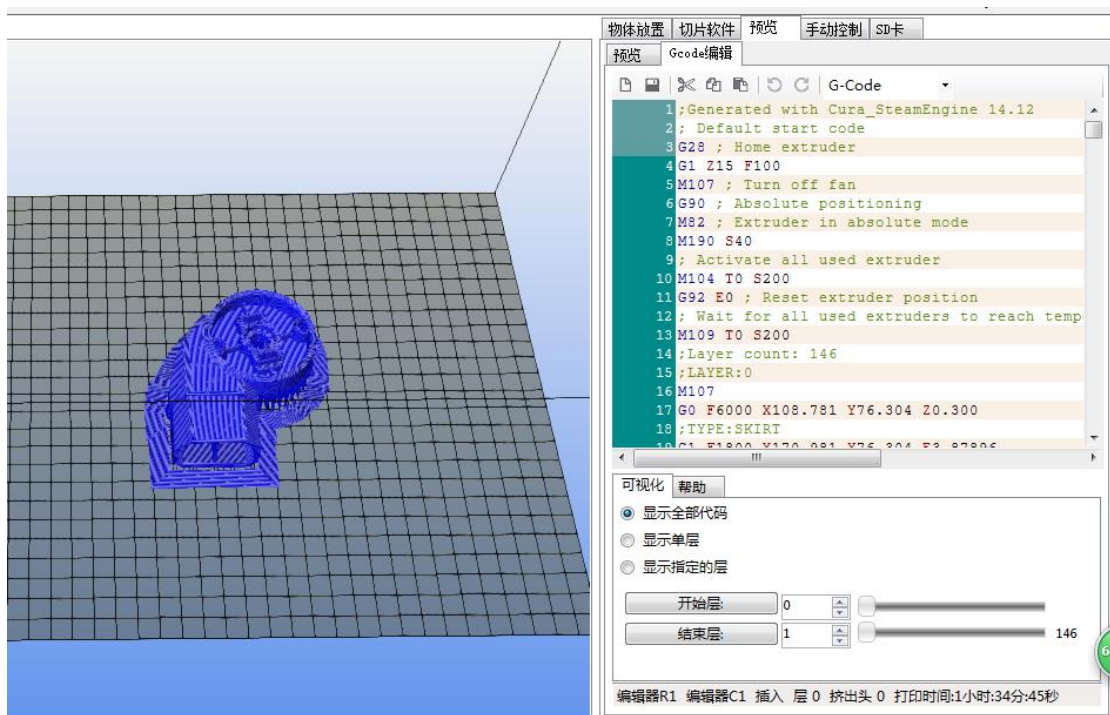 物体放置 切片软件 预览 手动控制 SD卡
预览 Gcode编辑
G-Code
1 ;Generated with Cura_SteamEngine 14.12
2 ; Default start code
3 G28 ; Home extruder
4 G1 Z15 F100
5 M107 ; Turn off fan
6 G90 ; Absolute positioning
7 M82 ; Extruder in absolute mode
8 M190 S40
9 ; Activate all used extruder
10 M104 T0 S200
11 G92 E0 ; Reset extruder position
12 ; Wait for all used extruders to reach temp
13 M109 T0 S200
14 ;Layer count: 146
15 ;LAYER:0
16 M107
17 G0 F6000 X108.781 Y76.304 Z0.300
18 ;TYPE:SKIRT
19 G1 F1800 X170.981 Y76.304 E3.87806
可视化 帮助
显示全部代码
显示单层
显示指定的层
开始层: 0
结束层: 1 146
编辑器R1 编辑器C1 插入 层 0 挤出头 0 打印时间:1小时:34分:45秒